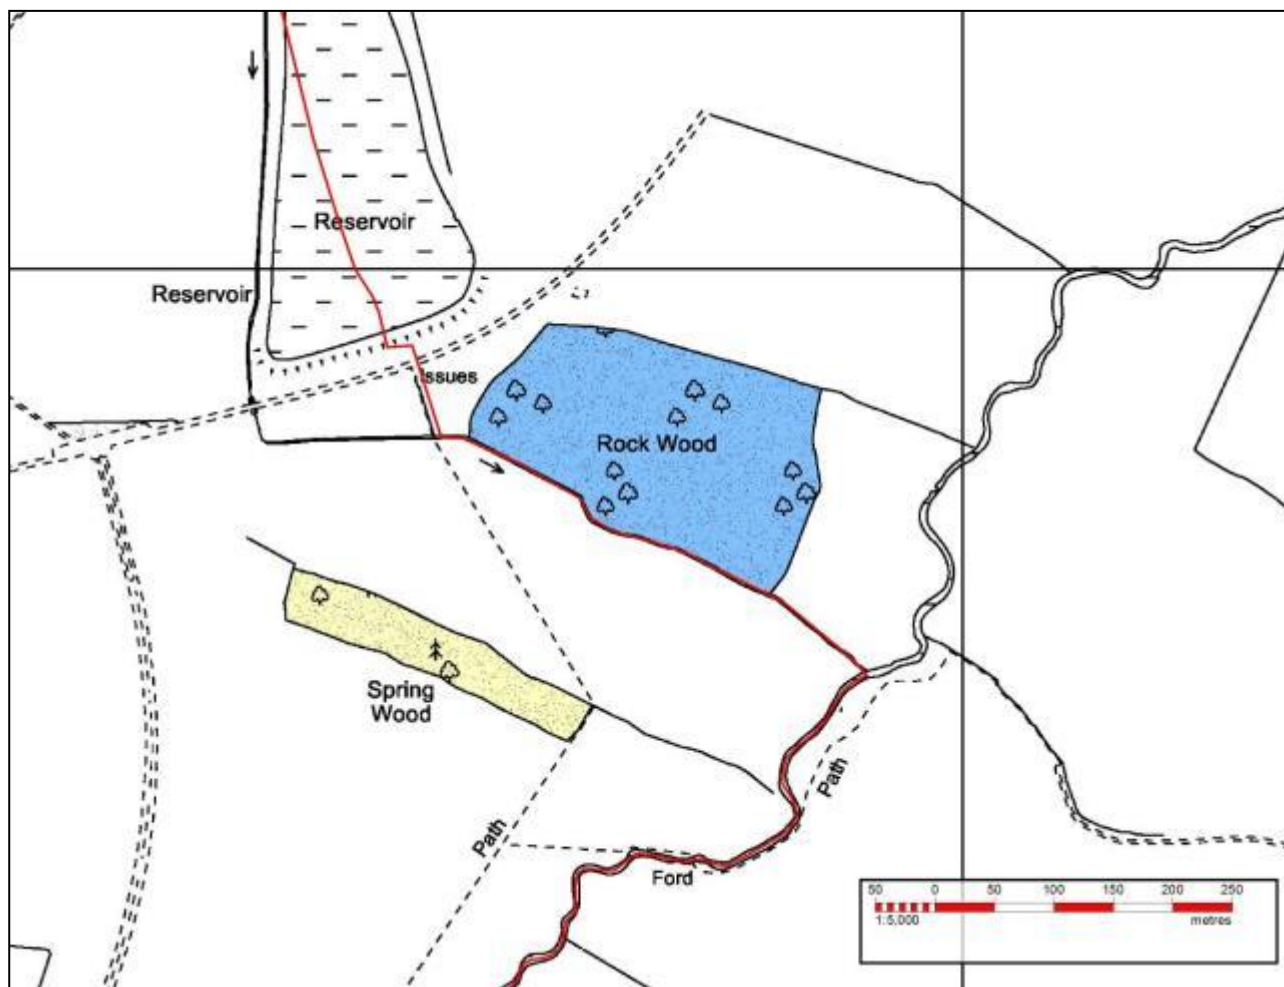 Reservoir
Reservoir
Issues
Rock Wood
Spring
Wood
Path
Path
Ford
50 0 50 100 150 200 250
1:5,000 metres